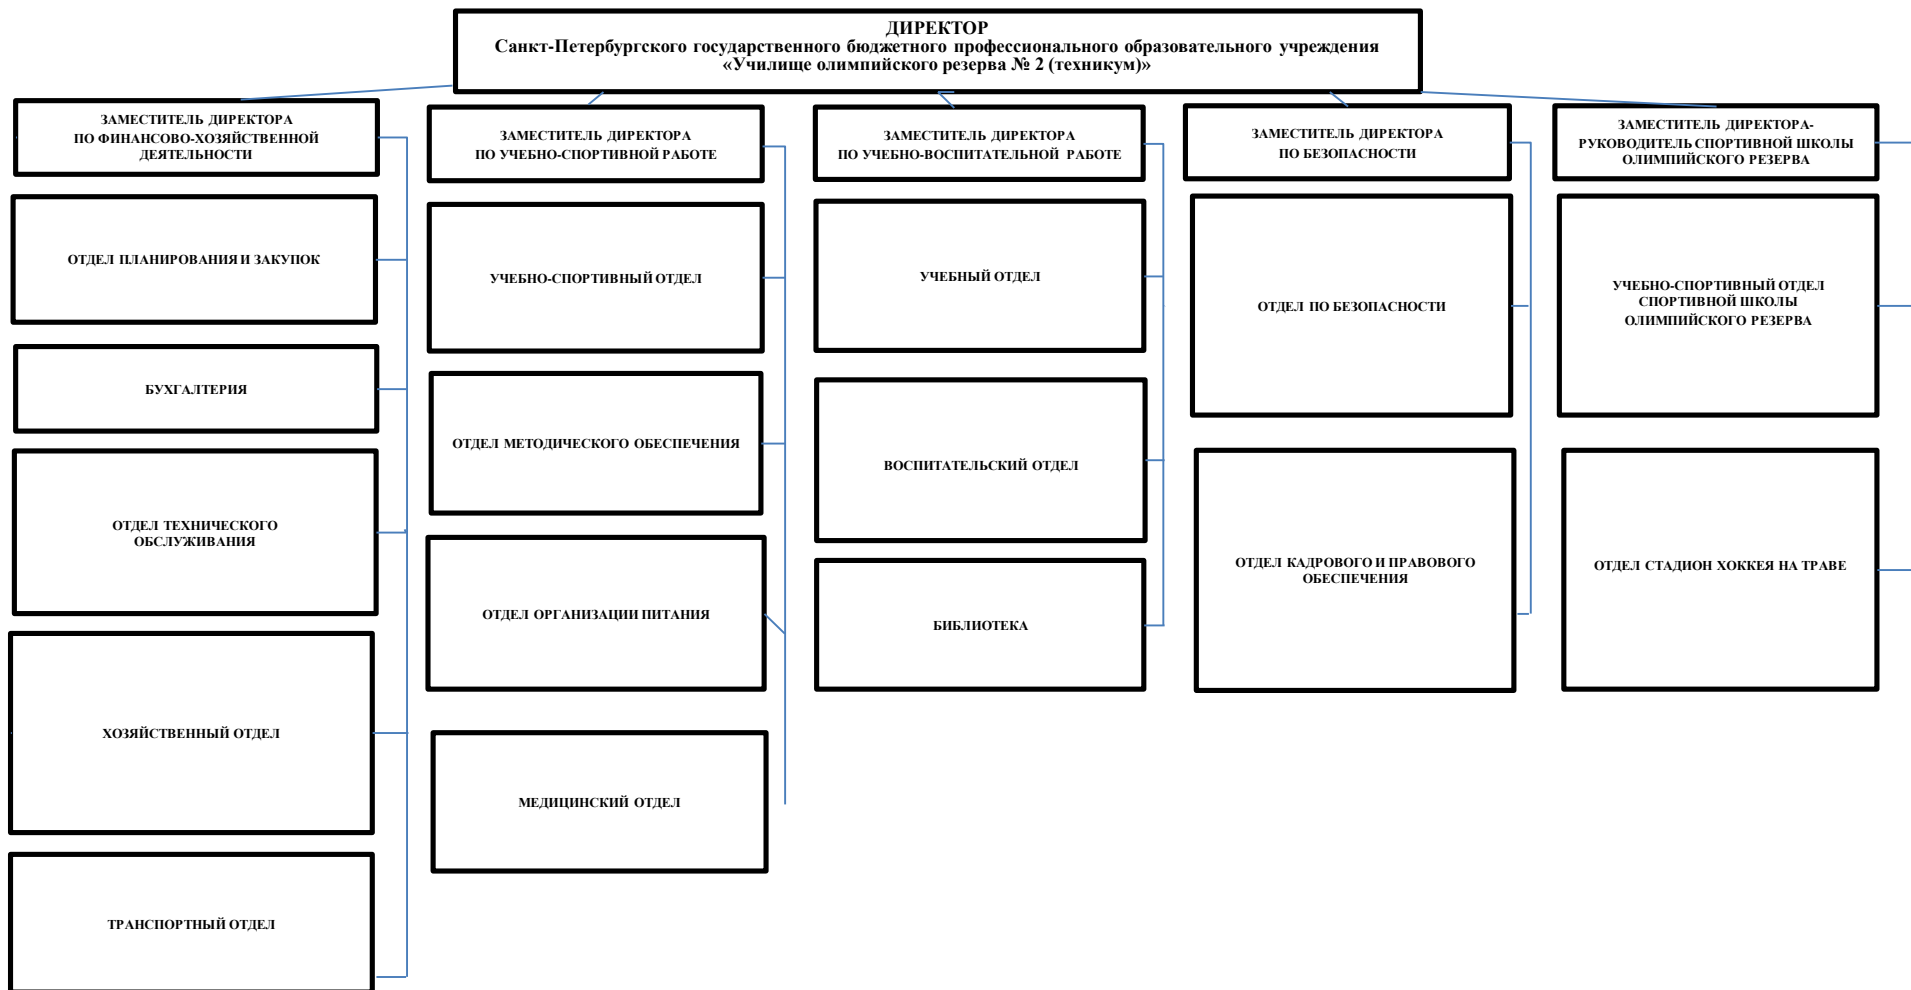 ДИРЕКТОР
Санкт-Петербургского государственного бюджетного профессионального образовательного учреждения
«Училище олимпийского резерва № 2 (техникум)»
ЗАМЕСТИТЕЛЬ ДИРЕКТОРА
ПО ФИНАНСОВО-ХОЗЯЙСТВЕННОЙ
ДЕЯТЕЛЬНОСТИ
ОТДЕЛ ПЛАНИРОВАНИЯ И ЗАКУПОК
БУХГАЛТЕРИЯ
ОТДЕЛ ТЕХНИЧЕСКОГО
ОБСЛУЖИВАНИЯ
ХОЗЯЙСТВЕННЫЙ ОТДЕЛ
ТРАНСПОРТНЫЙ ОТДЕЛ
ЗАМЕСТИТЕЛЬ ДИРЕКТОРА
ПО УЧЕБНО-СПОРТИВНОЙ РАБОТЕ
УЧЕБНО-СПОРТИВНЫЙ ОТДЕЛ
ОТДЕЛ МЕТОДИЧЕСКОГО ОБЕСПЕЧЕНИЯ
ОТДЕЛ ОРГАНИЗАЦИИ ПИТАНИЯ
МЕДИЦИНСКИЙ ОТДЕЛ
ЗАМЕСТИТЕЛЬ ДИРЕКТОРА
ПО УЧЕБНО-ВОСПИТАТЕЛЬНОЙ РАБОТЕ
УЧЕБНЫЙ ОТДЕЛ
ВОСПИТАТЕЛЬСКИЙ ОТДЕЛ
БИБЛИОТЕКА
ЗАМЕСТИТЕЛЬ ДИРЕКТОРА
ПО БЕЗОПАСНОСТИ
ОТДЕЛ ПО БЕЗОПАСНОСТИ
ОТДЕЛ КАДРОВОГО И ПРАВОВОГО
ОБЕСПЕЧЕНИЯ
ЗАМЕСТИТЕЛЬ ДИРЕКТОРА-
РУКОВОДИТЕЛЬ СПОРТИВНОЙ ШКОЛЫ
ОЛИМПИЙСКОГО РЕЗЕРВА
УЧЕБНО-СПОРТИВНЫЙ ОТДЕЛ
СПОРТИВНОЙ ШКОЛЫ
ОЛИМПИЙСКОГО РЕЗЕРВА
ОТДЕЛ СТАДИОН ХОККЕЯ НА ТРАВЕ